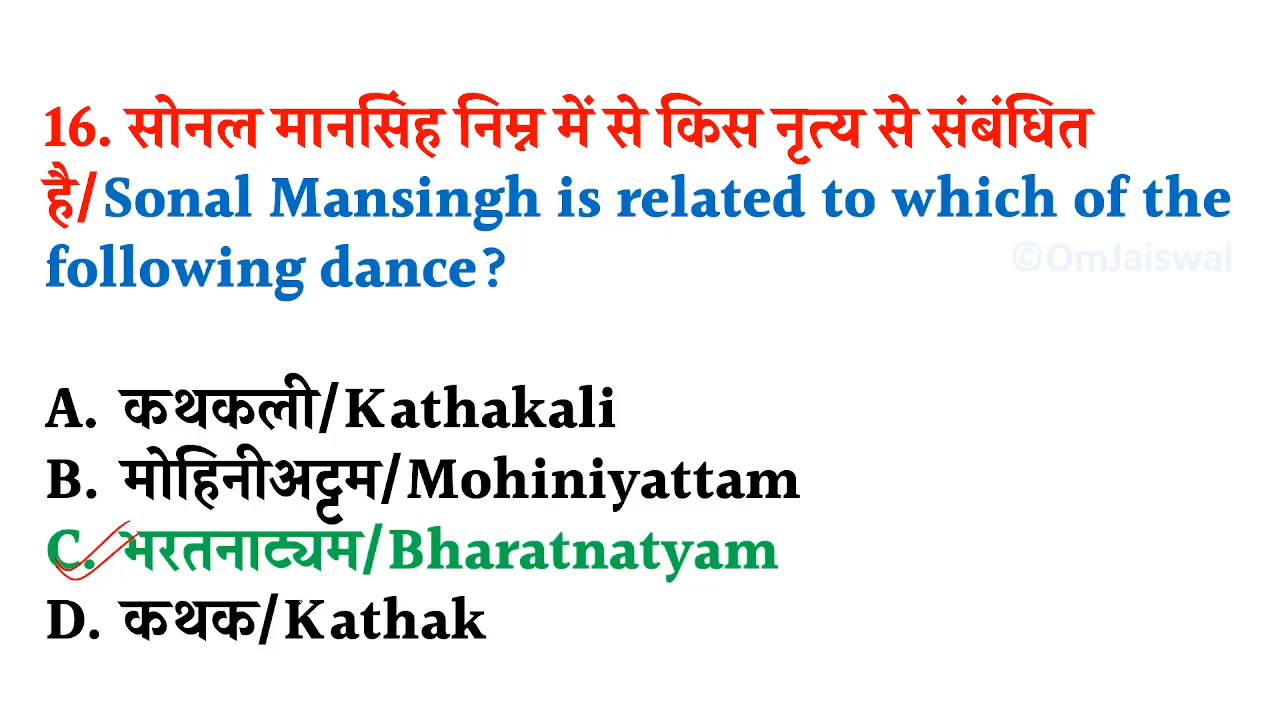 16. सोनल मानसिंह निम्न में से किस नृत्य से संबंधित
है/Sonal Mansingh is related to which of the
following dance?
©OmJaiswal
A. कथकली/Kathakali
B. मोहिनीअट्टम/Mohiniyattam
C. भरतनाट्यम/Bharatnatyam
D. कथक/Kathak